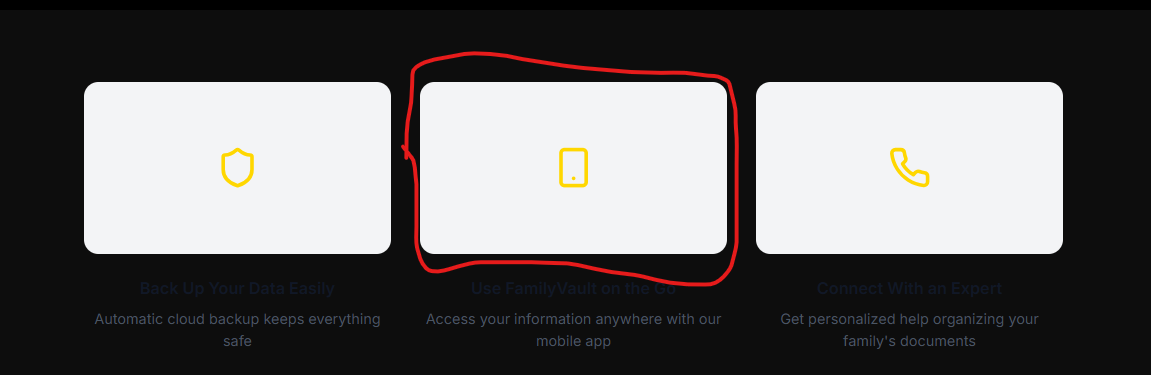 Back Up Your Data Easily
Automatic cloud backup keeps everything
safe
Use FamilyVault on the Go
Access your information anywhere with our
mobile app
Connect With an Expert
Get personalized help organizing your
family's documents